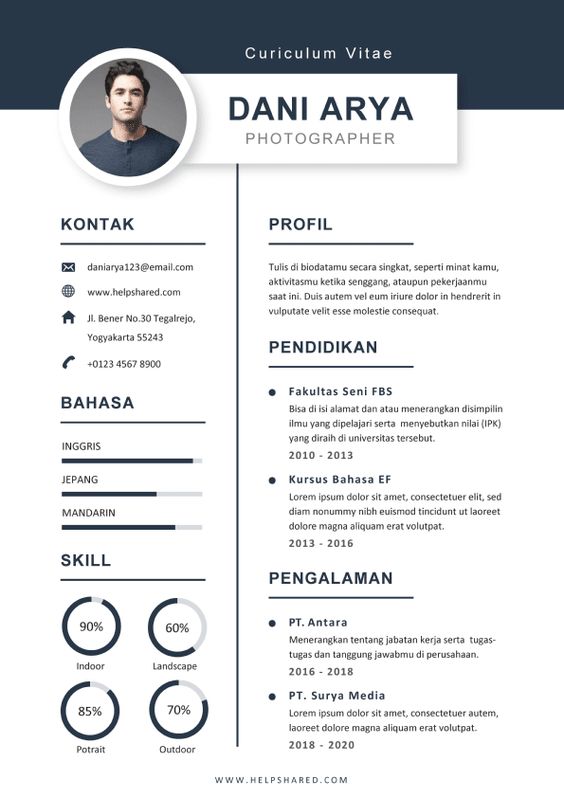 Curiculum Vitae
DANI ARYA
PHOTOGRAPHER
KONTAK
daniarya123@email.com
www.helpshared.com
Jl. Bener No.30 Tegalrejo,
Yogyakarta 55243
+0123 4567 8900
BAHASA
INGGRIS
JEPANG
MANDARIN
SKILL
90%
Indoor
60%
Landscape
85%
Potrait
70%
Outdoor
PROFIL
Tulis di biodatamu secara singkat, seperti minat kamu,
aktivitasmu ketika senggang, ataupun pekerjaanmu
saat ini. Duis autem vel eum iriure dolor in hendrerit in
vulputate velit esse molestie consequat.
PENDIDIKAN
Fakultas Seni FBS
Bisa di isi alamat dan atau menerangkan disimpilin
ilmu yang dipelajari serta menyebutkan nilai (IPK)
yang diraih di universitas tersebut.
2010 - 2013
Kursus Bahasa EF
Lorem ipsum dolor sit amet, consectetuer elit, sed
diam nonummy nibh euismod tincidunt ut laoreet
dolore magna aliquam erat volutpat.
2013 - 2016
PENGALAMAN
PT. Antara
Menerangkan tentang jabatan kerja serta tugas-
tugas dan tanggung jawabmu di perusahaan.
2016 - 2018
PT. Surya Media
Lorem ipsum dolor sit amet, consectetuer autem,
laoreet dolore magna aliquam erat volutpat.
2018 - 2020
WWW.HELPSHARED.COM